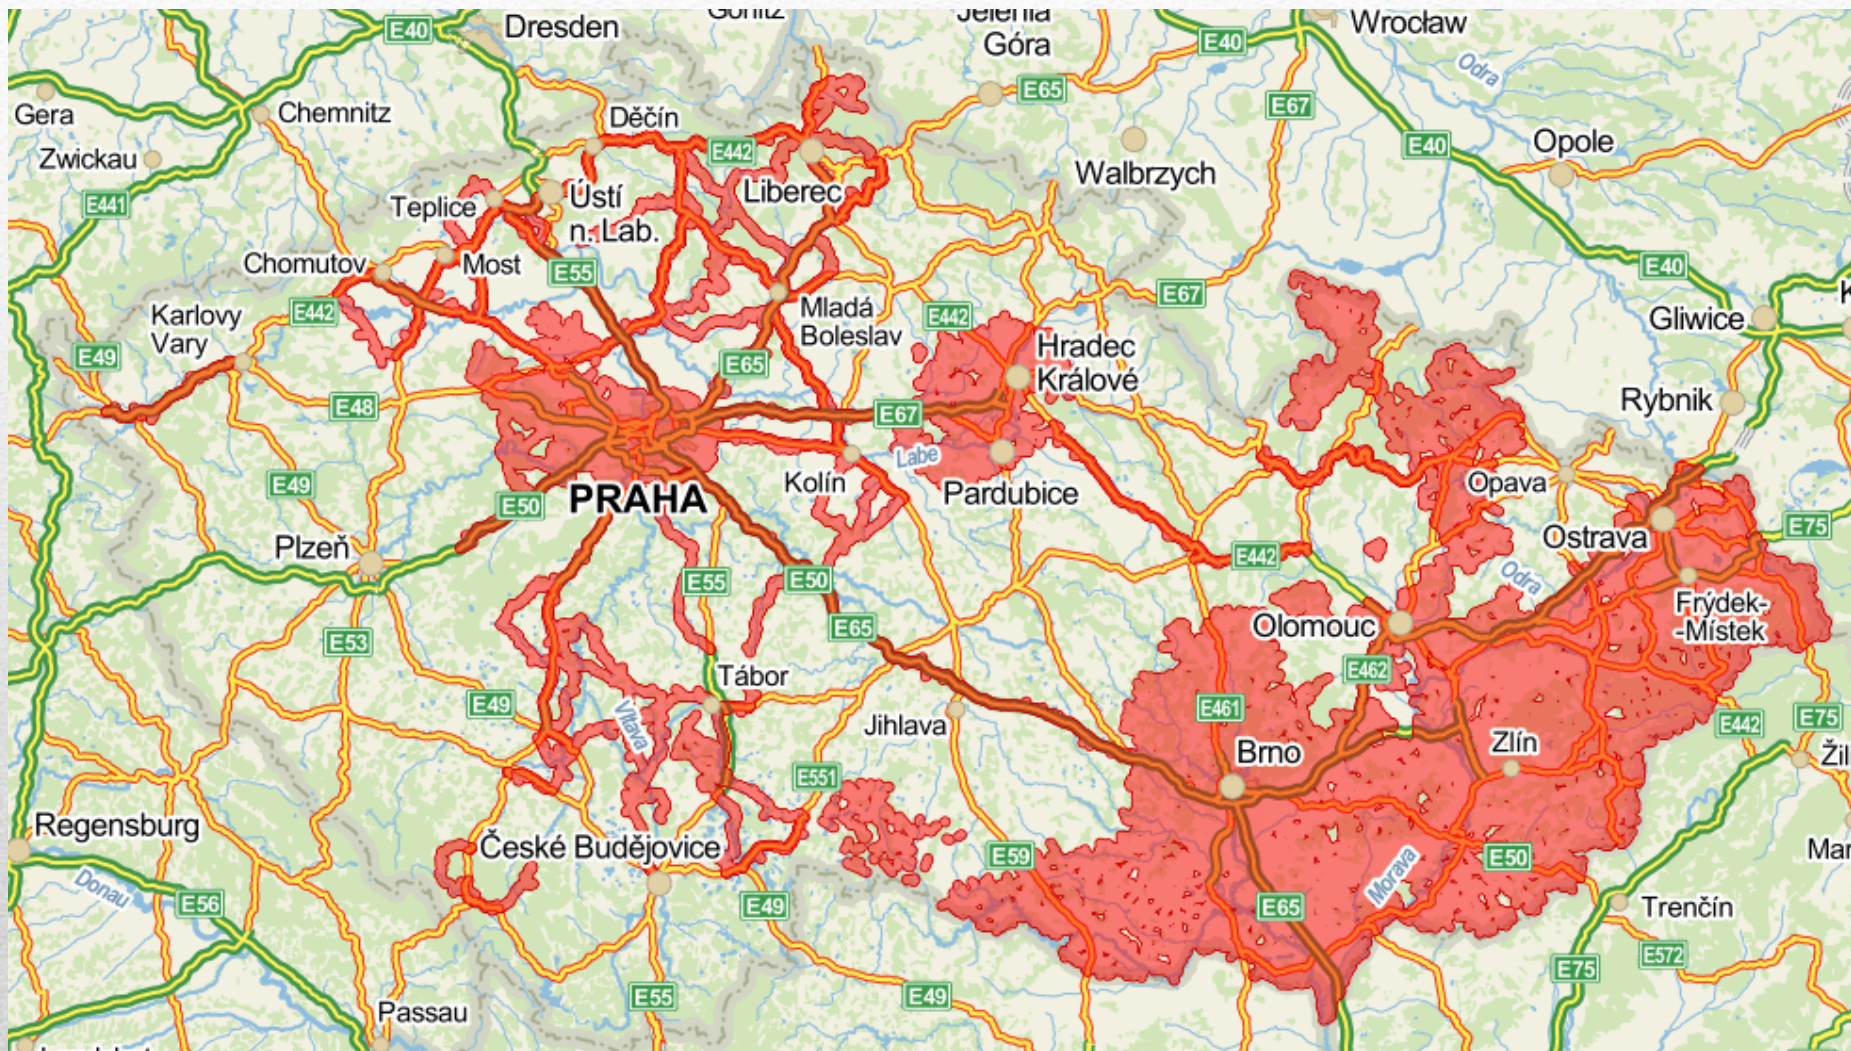 Görlitz
Jelenia
Góra
Wrocław
E40
Dresden
E40
Odra
E65
E67
Gera
Chemnitz
Děčín
Opole
E40
Zwickau
E442
Walbrzych
Liberec
E441
Teplice
Ústí
n. Lab.
Chomutov
Most
E55
E40
E67
Karlovy
Vary
E442
Mladá
Boleslav
E442
Gliwice
E49
E65
Hradec
Králové
E48
E67
Rybnik
Labe
Kolín
Pardubice
Opava
E49
E50
PRAHA
Ostrava
E75
Plzeň
E442
E55
E50
Odra
Frýdek-
-Místek
E53
E65
Olomouc
E462
Tábor
E49
Vltava
Jihlava
E461
E442
E75
Zlín
Brno
Žil
E551
Regensburg
České Budějovice
E59
E50
Mar
Morava
Donau
E56
E49
E65
Trenčín
E572
E75
E55
E49
Passau